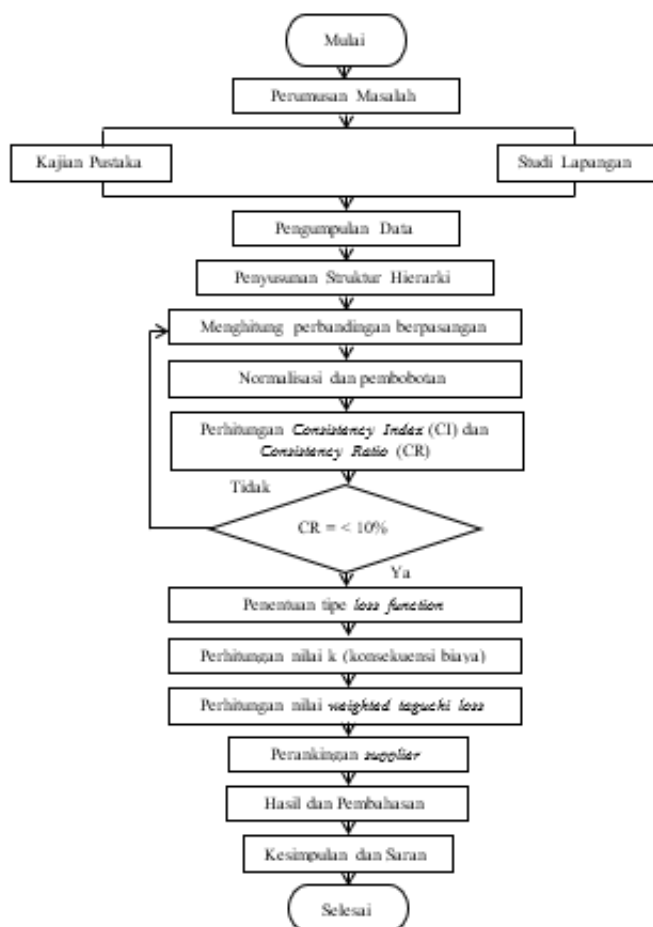 Mulai
Perumusan Masalah
Kajian Pustaka
Studi Lapangan
Pengumpulan Data
Penyusunan Struktur Hierarki
Menghitung perbandingan berpasangan
Normalisasi dan pembobotan
Perhitungan Consistency Index (CI) dan
Consistency Ratio (CR)
Tidak
CR = < 10%
Ya
Penentuan tipe loss function
Perhitungan nilai k (konsekuensi biaya)
Perhitungan nilai weighted taguchi loss
Perankingan supplier
Hasil dan Pembahasan
Kesimpulan dan Saran
Selesai